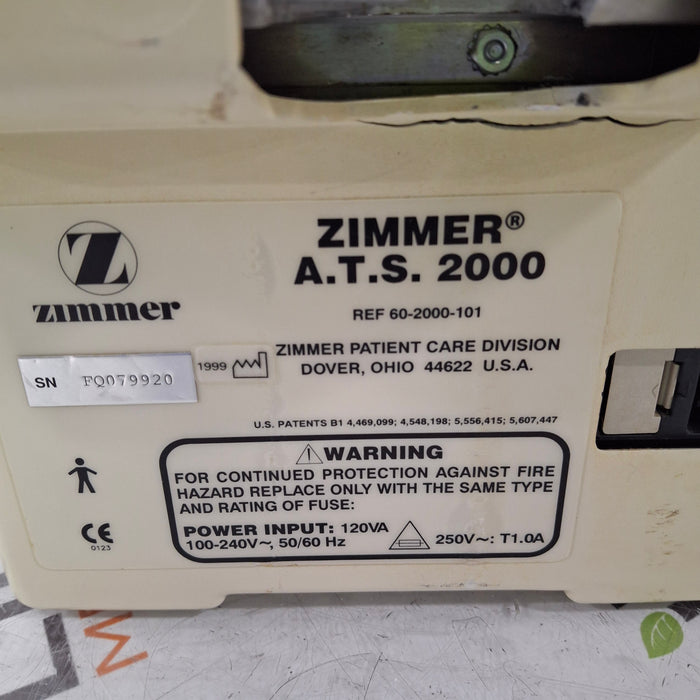 ZIMMER®
A.T.S. 2000
Z
zimmer
REF 60-2000-101
SN FQ079920
1999
ZIMMER PATIENT CARE DIVISION
DOVER, OHIO 44622 U.S.A.
U.S. PATENTS B1 4,469,099; 4,548,198; 5,556,415; 5,607,447
WARNING
FOR CONTINUED PROTECTION AGAINST FIRE
HAZARD REPLACE ONLY WITH THE SAME TYPE
AND RATING OF FUSE:
POWER INPUT: 120VA
100-240V~, 50/60 Hz
250V~: T1.0A
CE
0123